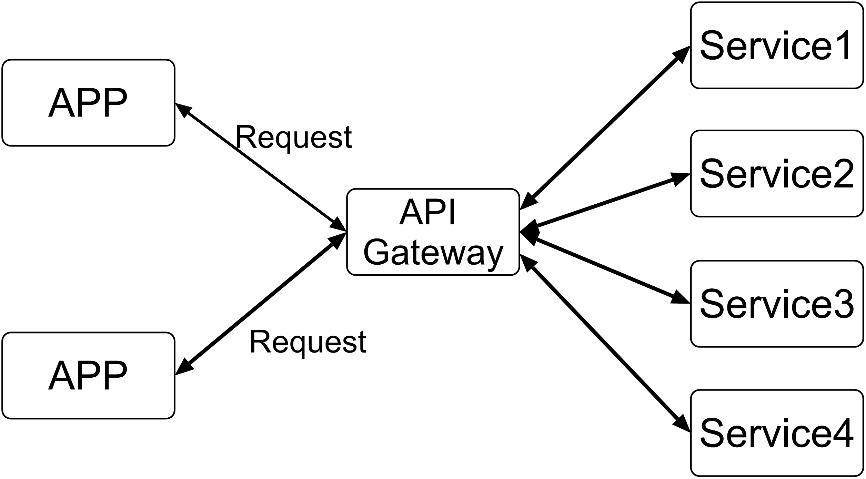 APP
Request
API
Gateway
Request
APP
Service1
Service2
Service3
Service4